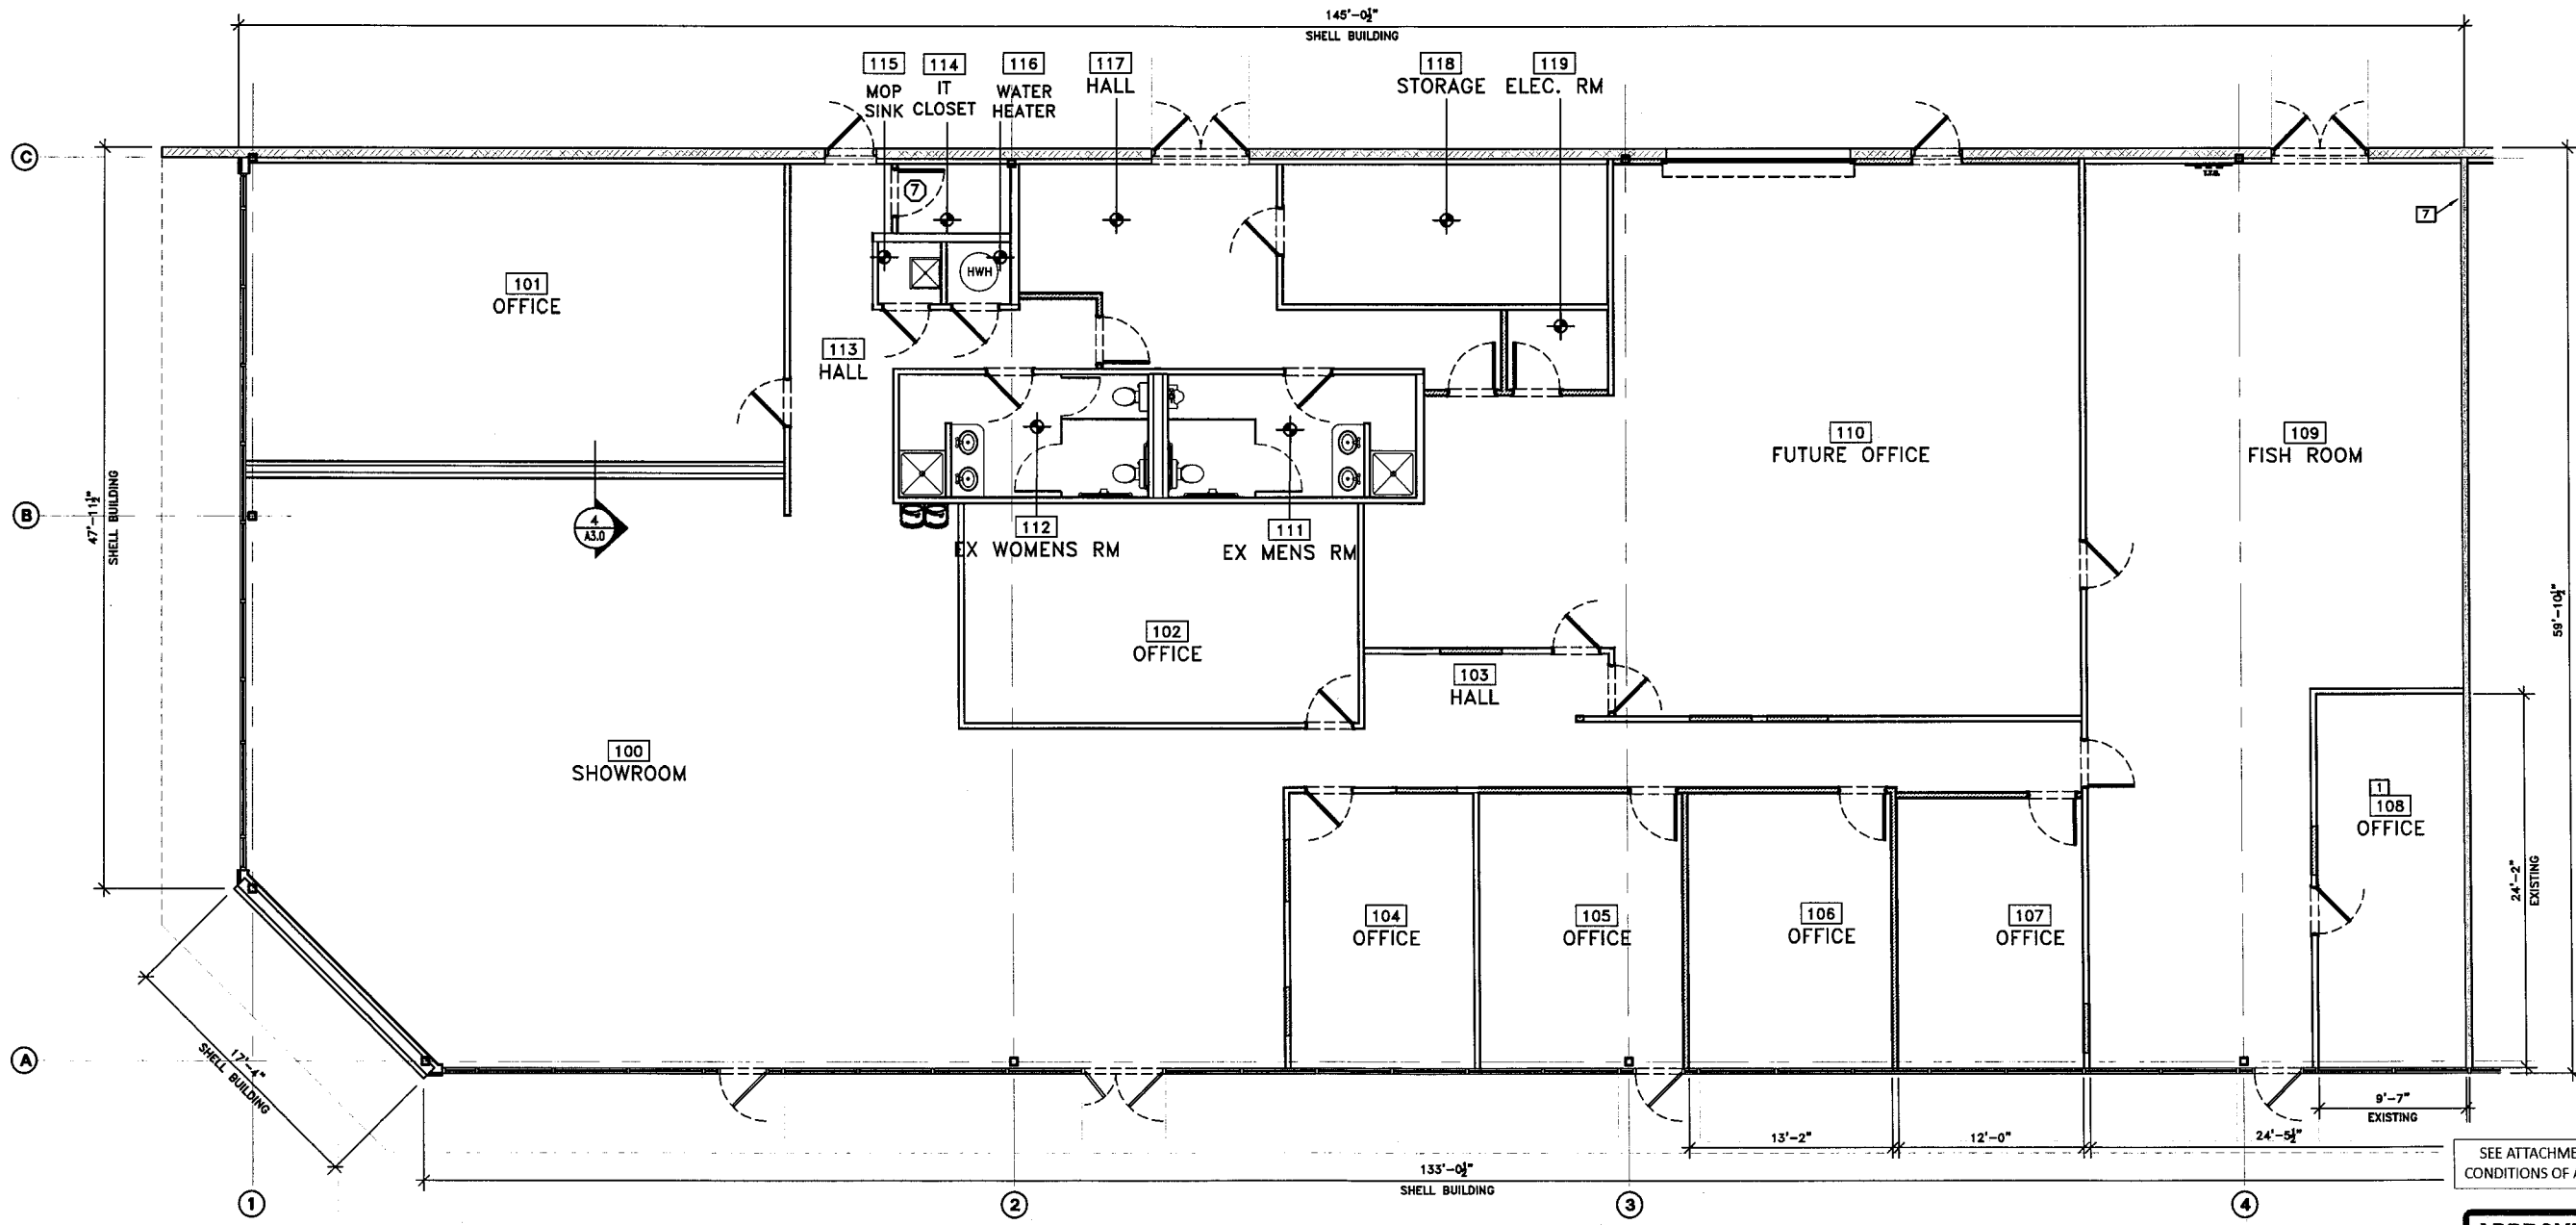 145'-0½"
SHELL BUILDING
115
MOP
SINK
114
IT
CLOSET
116
WATER
HEATER
117
HALL
118
STORAGE
119
ELEC. RM
C
7
7
HWH
101
OFFICE
113
HALL
110
FUTURE OFFICE
109
FISH ROOM
47'-11½"
SHELL BUILDING
B
4
A3.0
112
EX WOMENS RM
111
EX MENS RM
59'-10½"
102
OFFICE
103
HALL
100
SHOWROOM
1
108
OFFICE
24'-2"
EXISTING
104
OFFICE
105
OFFICE
106
OFFICE
107
OFFICE
A
17'-4"
SHELL BUILDING
9'-7"
EXISTING
13'-2"
12'-0"
24'-5½"
133'-0½"
SHELL BUILDING
SEE ATTACHME
CONDITIONS OF A
1
2
3
4